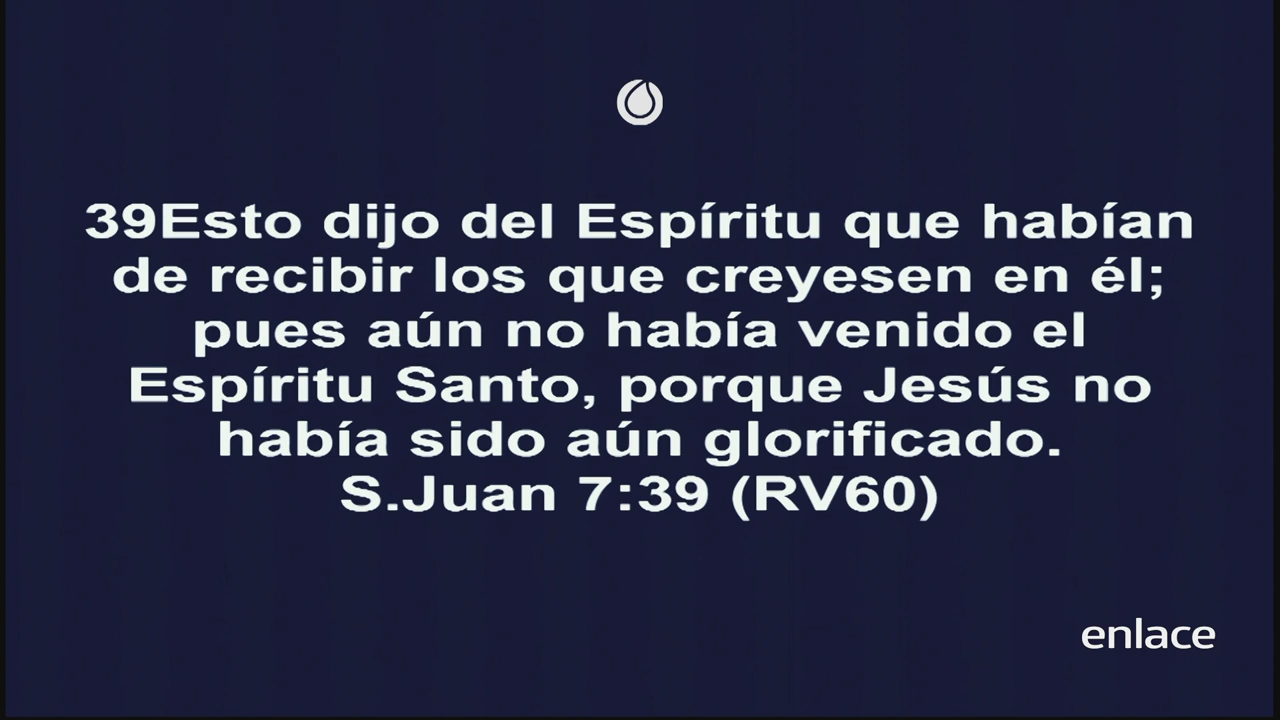 39Esto dijo del Espíritu que habían
de recibir los que creyesen en él;
pues aún no había venido el
Espíritu Santo, porque Jesús no
había sido aún glorificado.
S.Juan 7:39 (RV60)
enlace